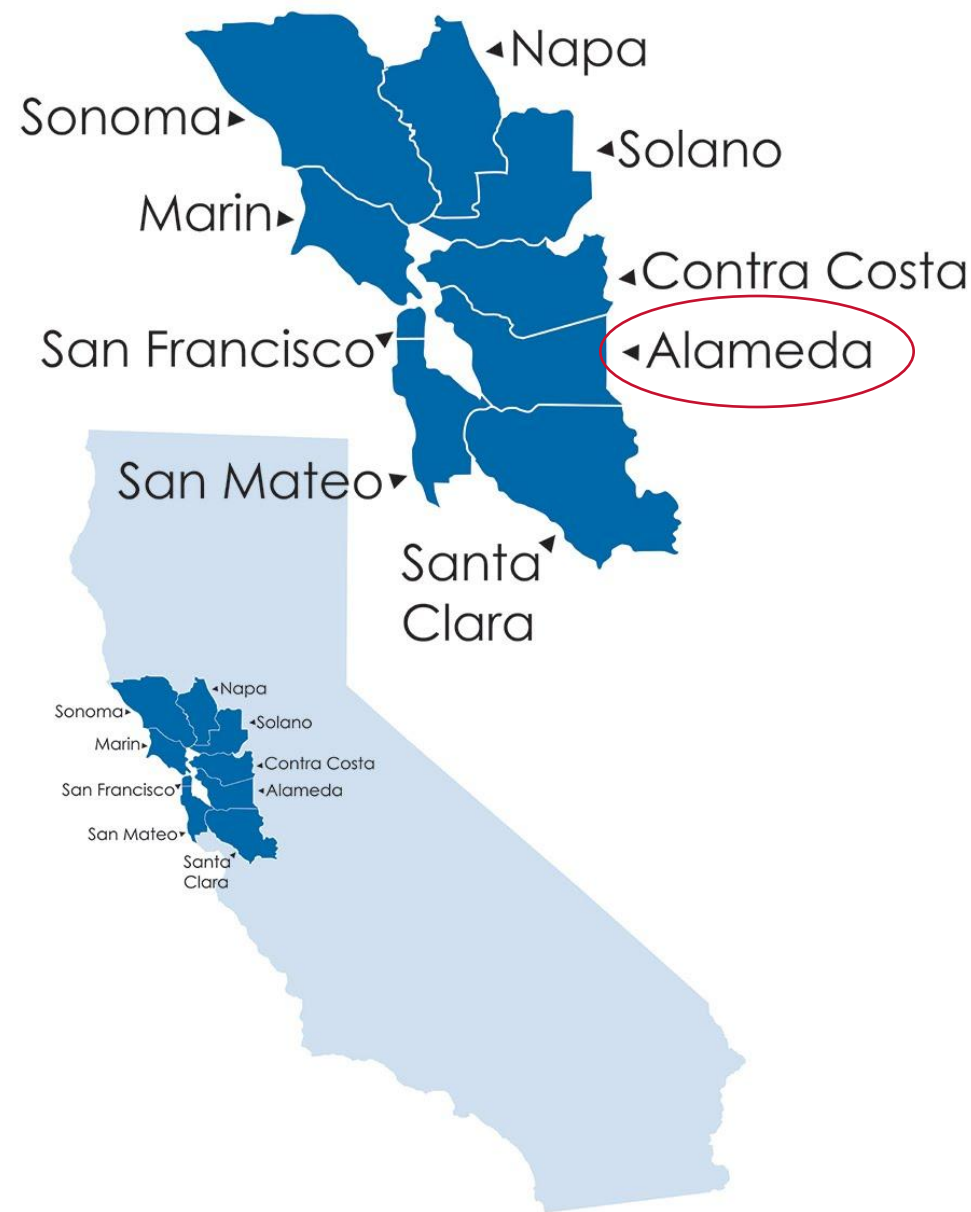 Napa
Sonoma
Solano
Marin
Contra Costa
San Francisco
Alameda
San Mateo
Santa
Clara
Napa
Sonoma
Solano
Marin
Contra Costa
San Francisco
Alameda
San Mateo
Santa
Clara